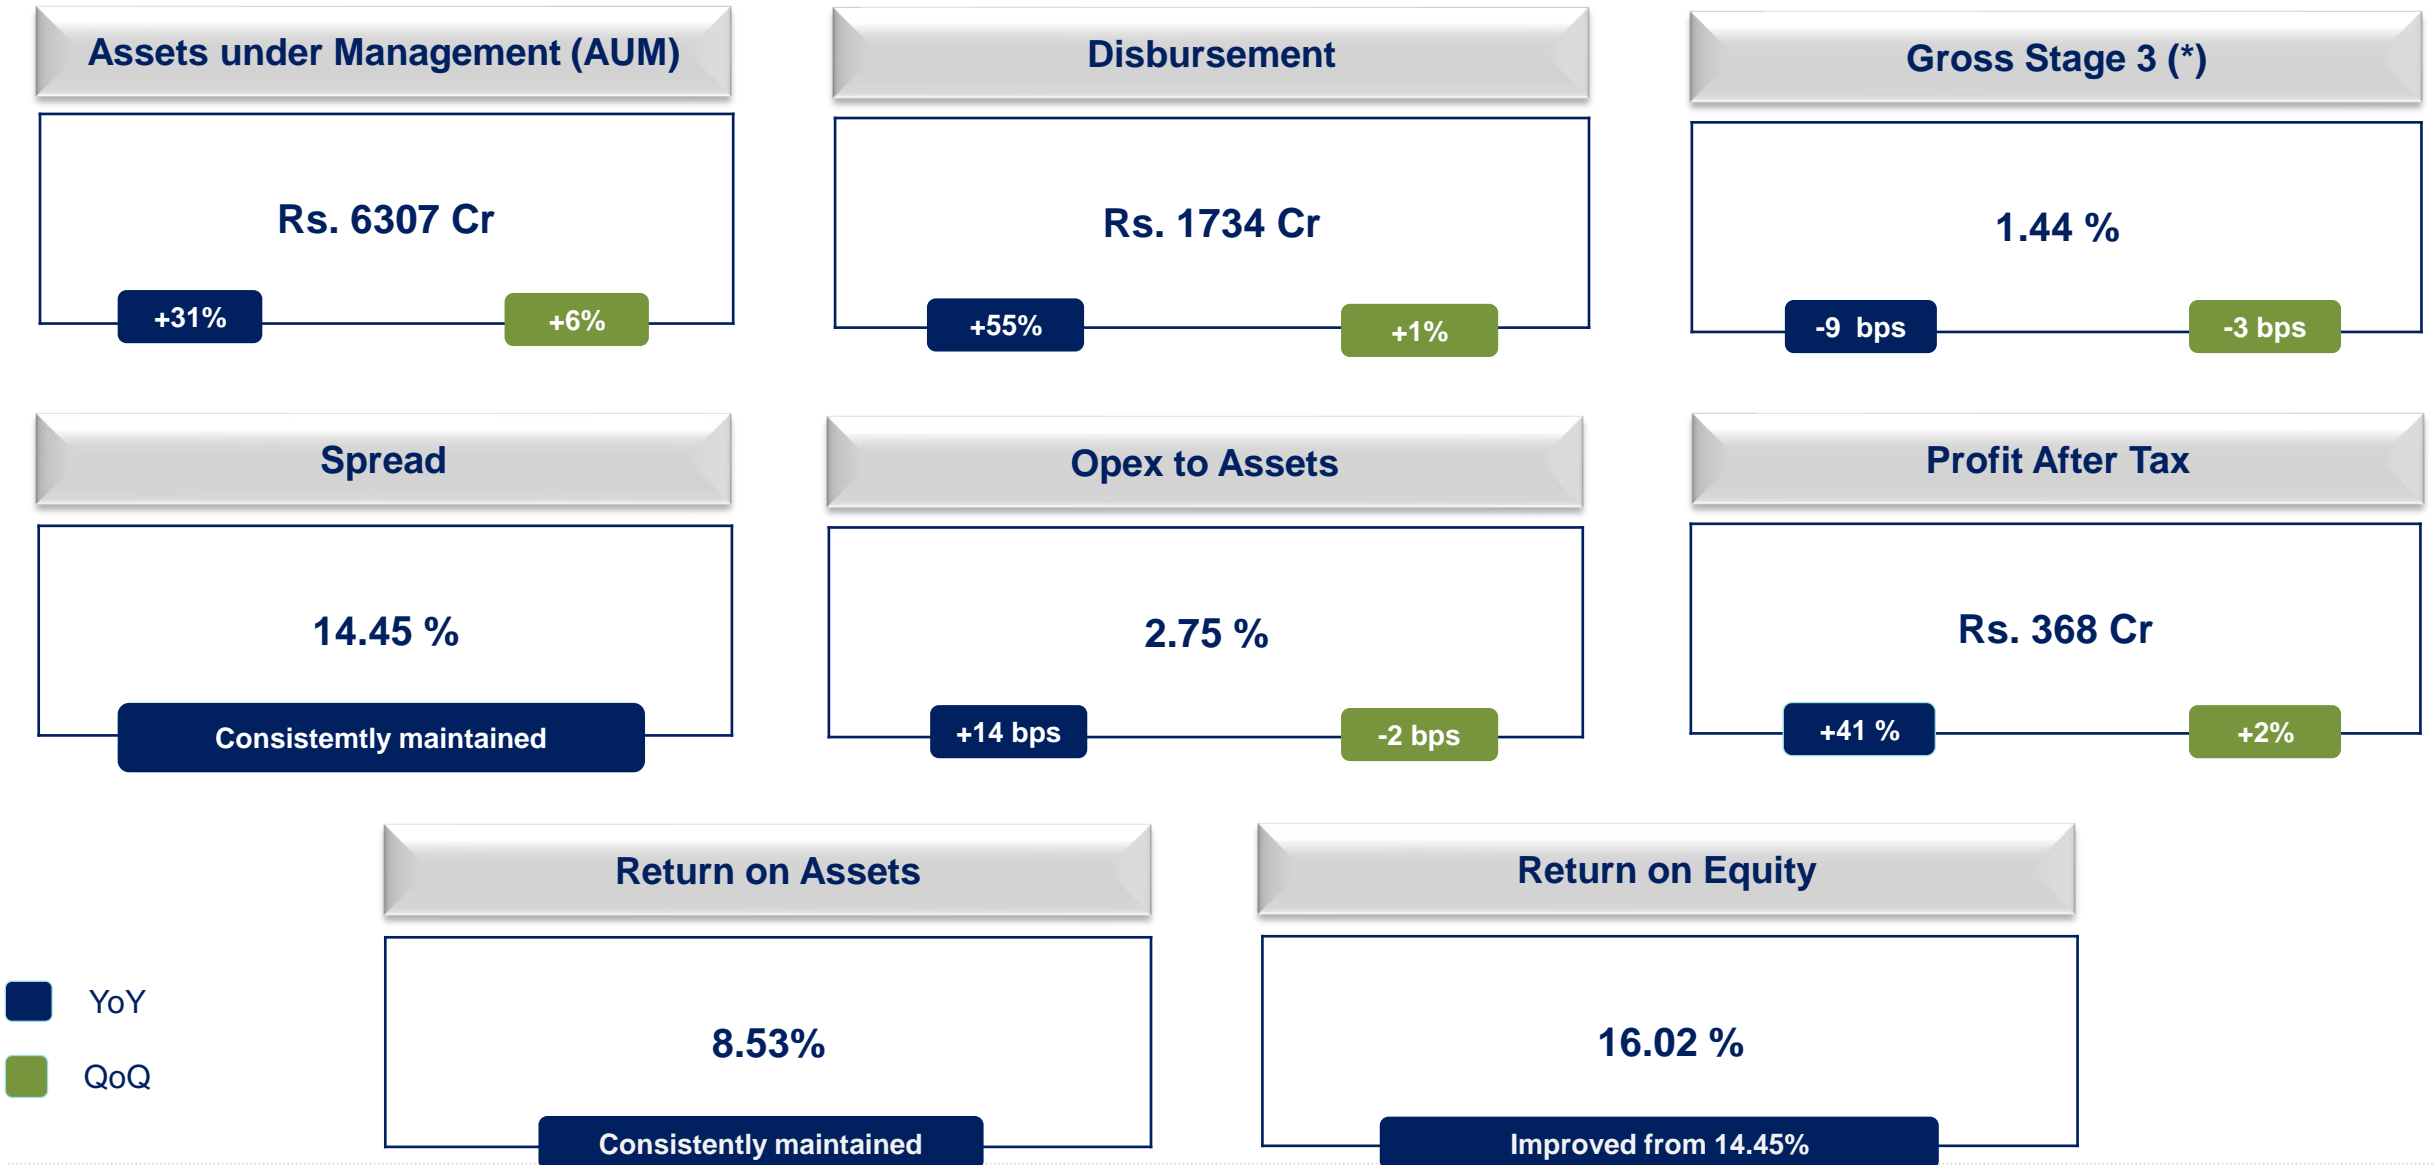 Assets under Management (AUM)
Rs. 6307 Cr
+31%
+6%
Disbursement
Rs. 1734 Cr
+55%
+1%
Gross Stage 3 (*)
1.44 %
-9 bps
-3 bps
Spread
14.45 %
Consistemtly maintained
Opex to Assets
2.75 %
+14 bps
-2 bps
Profit After Tax
Rs. 368 Cr
+41 %
+2%
Return on Assets
8.53%
Consistently maintained
Return on Equity
16.02 %
Improved from 14.45%
YoY
QoQ